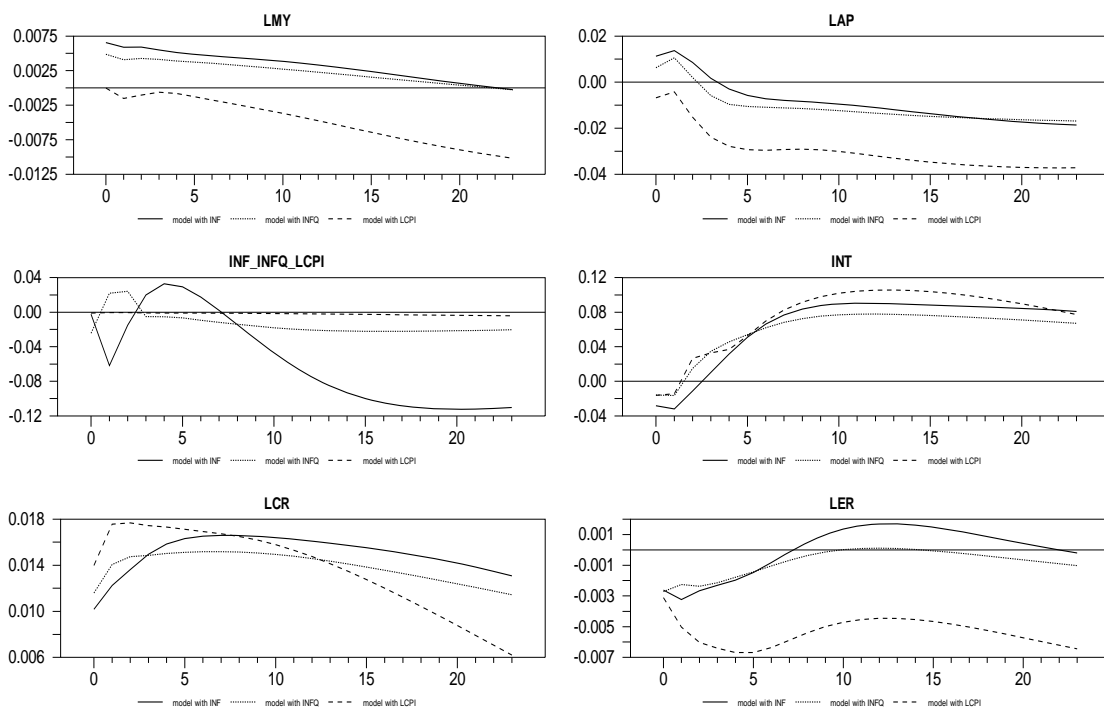 LMY
0.0075
0.0025
-0.0025
-0.0075
-0.0125
0 5 10 15 20
model with INF model with INFQ model with LCPI
LAP
0.02
0.00
-0.02
-0.04
0 5 10 15 20
model with INF model with INFQ model with LCPI
INF_INFQ_LCPI
0.04
0.00
-0.04
-0.08
-0.12
0 5 10 15 20
model with INF model with INFQ model with LCPI
INT
0.12
0.08
0.04
0.00
-0.04
0 5 10 15 20
model with INF model with INFQ model with LCPI
LCR
0.018
0.014
0.010
0.006
0 5 10 15 20
model with INF model with INFQ model with LCPI
LER
0.001
-0.001
-0.003
-0.005
-0.007
0 5 10 15 20
model with INF model with INFQ model with LCPI